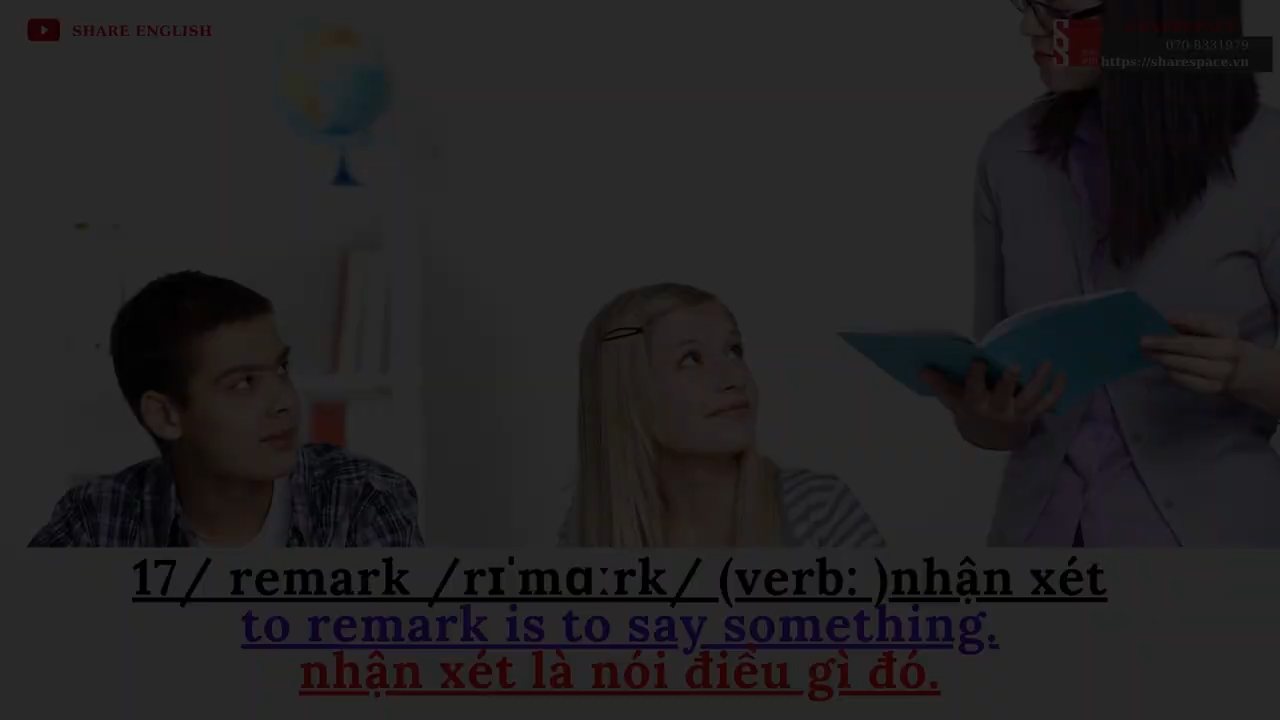 SHARE ENGLISH
070 8331979
https://sharespace.vn
17/ remark /rɪˈmɑːrk/ (verb: )nhận xét
to remark is to say something.
nhận xét là nói điều gì đó.